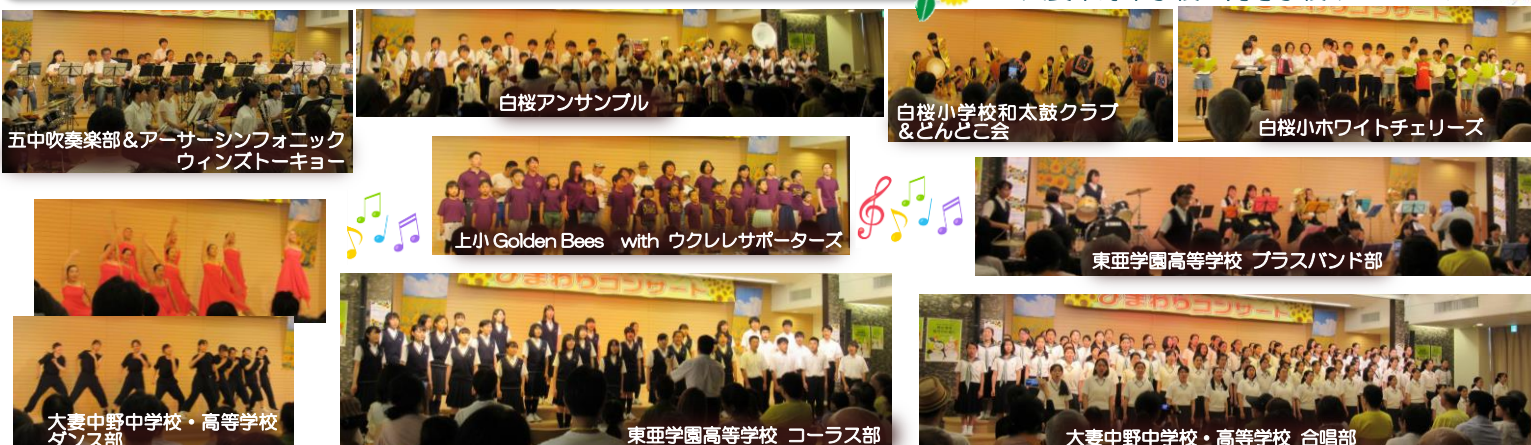 五中吹奏楽部＆アーサーシンフォニック
ウィンズトーキョー
白桜アンサンブル
白桜小学校和太鼓クラブ
＆どんどこ会
白桜小ホワイトチェリーズ
上小 Golden Bees with ウクレレサポーターズ
東亜学園高等学校 ブラスバンド部
大妻中野中学校・高等学校
ダンス部
ひまわりコンサート
東亜学園高等学校 コーラス部
ひまわりコンサート
大妻中野中学校・高等学校 合唱部